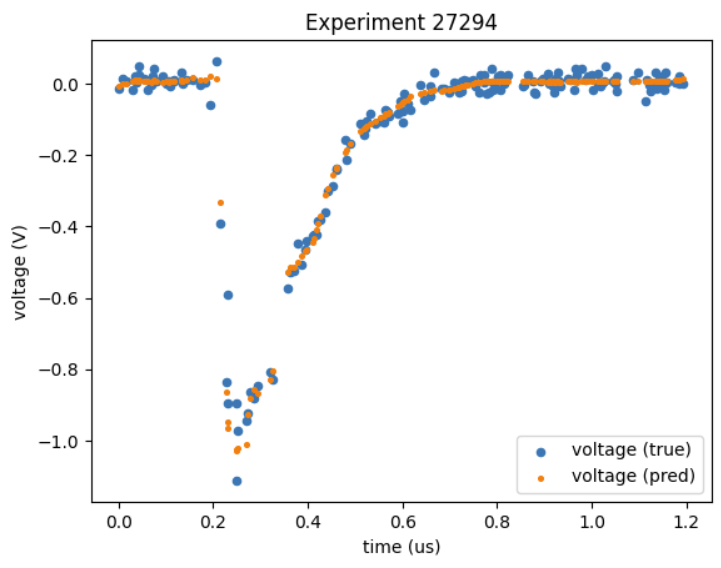 Experiment 27294
voltage (V)
0.0
−0.2
−0.4
−0.6
−0.8
−1.0
voltage (true)
voltage (pred)
0.0 0.2 0.4 0.6 0.8 1.0 1.2
time (us)